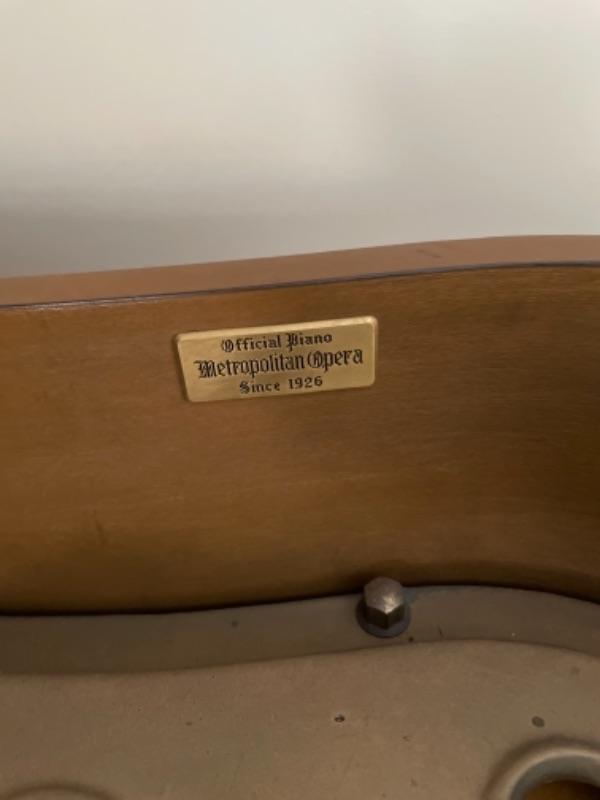 Official Piano
Metropolitan Opera
Since 1926